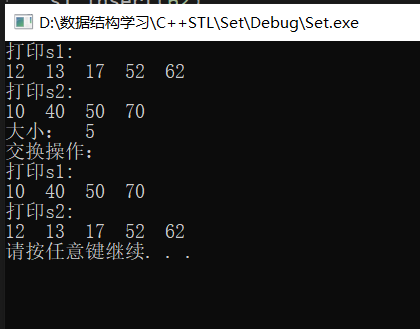 D:\数据结构学习\C++STL\Set\Debug\Set.exe
打印s1:
12  13  17  52  62
打印s2:
10  40  50  70
大小:  5
交换操作:
打印s1:
10  40  50  70
打印s2:
12  13  17  52  62
请按任意键继续. . .